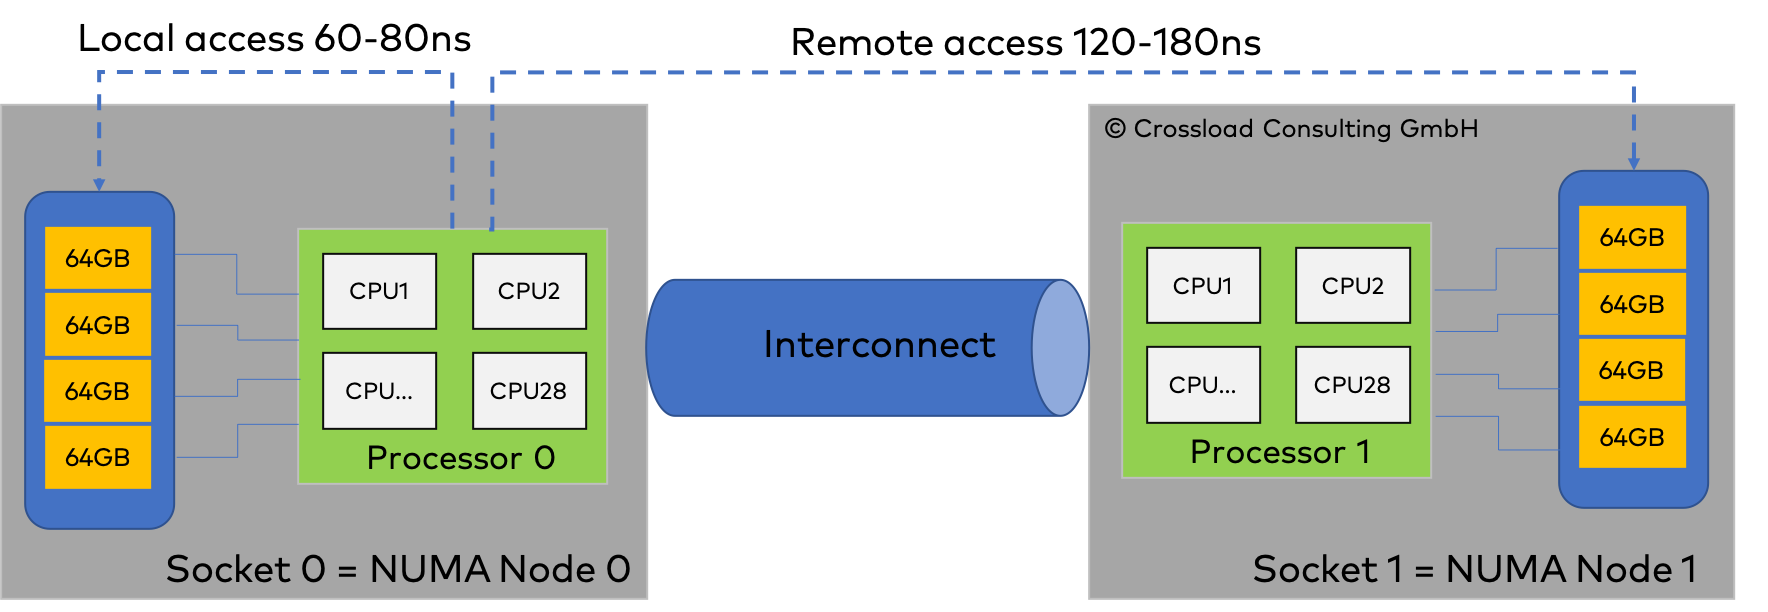 Local access 60-80ns
Remote access 120-180ns
© Crossload Consulting GmbH
64GB
64GB
64GB
64GB
CPU1
CPU2
CPU...
CPU28
Processor 0
Socket 0 = NUMA Node 0
Interconnect
CPU1
CPU2
CPU...
CPU28
Processor 1
64GB
64GB
64GB
64GB
Socket 1 = NUMA Node 1